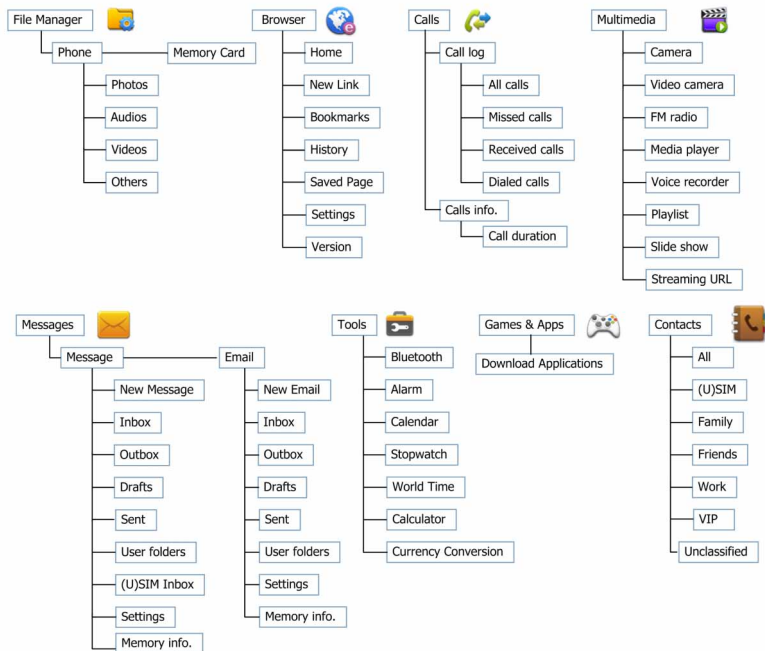 File Manager
Phone
Memory Card
Photos
Audios
Videos
Others
Browser
Home
New Link
Bookmarks
History
Saved Page
Settings
Version
Calls
Call log
All calls
Missed calls
Received calls
Dialed calls
Calls info.
Call duration
Multimedia
Camera
Video camera
FM radio
Media player
Voice recorder
Playlist
Slide show
Streaming URL
Messages
Message
New Message
Inbox
Outbox
Drafts
Sent
User folders
(U)SIM Inbox
Settings
Memory info.
Email
New Email
Inbox
Outbox
Drafts
Sent
User folders
Settings
Memory info.
Tools
Bluetooth
Alarm
Calendar
Stopwatch
World Time
Calculator
Currency Conversion
Games & Apps
Download Applications
Contacts
All
(U)SIM
Family
Friends
Work
VIP
Unclassified